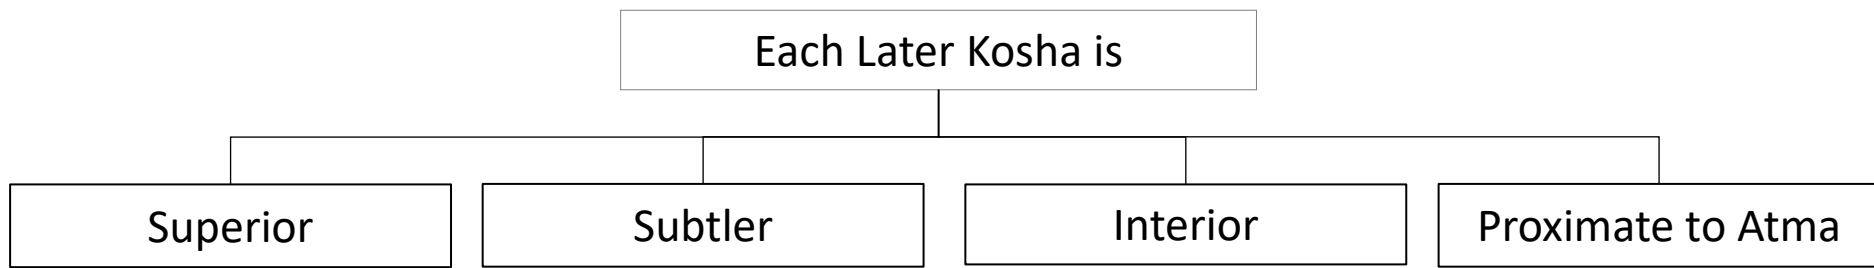 Each Later Kosha is
Superior
Subtler
Interior
Proximate to Atma